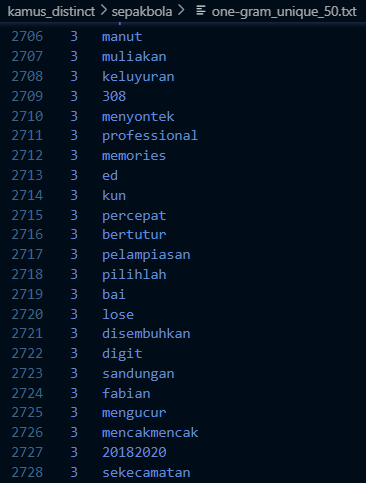 kamus_distinct > sepakbola > one-gram_unique_50.txt
2706 3 manut
2707 3 muliakan
2708 3 keluyuran
2709 3 308
2710 3 menyontek
2711 3 professional
2712 3 memories
2713 3 ed
2714 3 kun
2715 3 percepat
2716 3 bertutur
2717 3 pelampiasan
2718 3 pilihlah
2719 3 bai
2720 3 lose
2721 3 disembuhkan
2722 3 digit
2723 3 sandungan
2724 3 fabian
2725 3 mengucur
2726 3 mencakmencak
2727 3 20182020
2728 3 sekecamatan